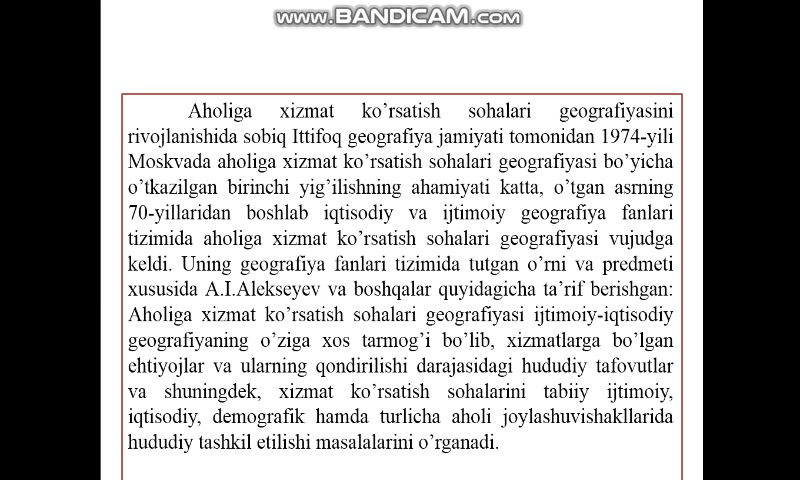 www.BANDICAM.com
Aholiga xizmat ko’rsatish sohalari geografiyasini
rivojlanishida sobiq Ittifoq geografiya jamiyati tomonidan 1974-yili
Moskvada aholiga xizmat ko’rsatish sohalari geografiyasi bo’yicha
o’tkazilgan birinchi yig’ilishning ahamiyati katta, o’tgan asrning
70-yillaridan boshlab iqtisodiy va ijtimoiy geografiya fanlari
tizimida aholiga xizmat ko’rsatish sohalari geografiyasi vujudga
keldi. Uning geografiya fanlari tizimida tutgan o’rni va predmeti
xususida A.I.Alekseyev va boshqalar quyidagicha ta’rif berishgan:
Aholiga xizmat ko’rsatish sohalari geografiyasi ijtimoiy-iqtisodiy
geografiyaning o’ziga xos tarmog’i bo’lib, xizmatlarga bo’lgan
ehtiyojlar va ularning qondirilishi darajasidagi hududiy tafovutlar
va shuningdek, xizmat ko’rsatish sohalarini tabiiy ijtimoiy,
iqtisodiy, demografik hamda turlicha aholi joylashuvishakllarida
hududiy tashkil etilishi masalalarini o’rganadi.